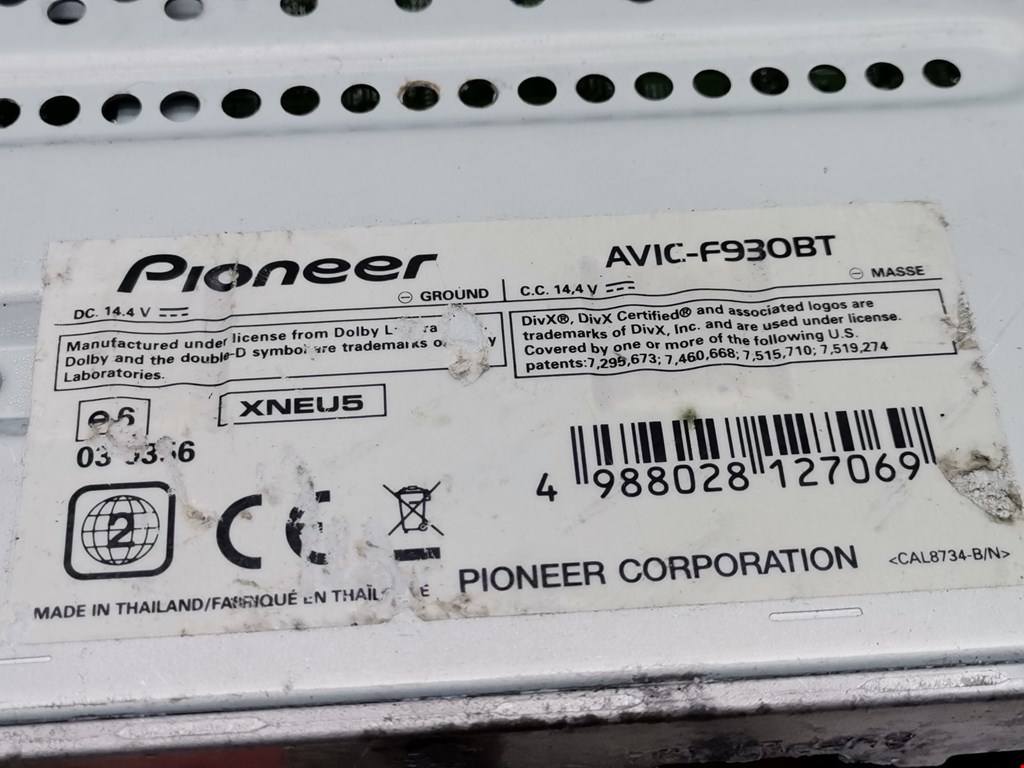 Pioneer
AVIC-F930BT
DC. 14.4 V
GROUND
C.C. 14.4 V
MASSE
Manufactured under license from Dolby
Dolby and the double-D symbol are trademarks
Laboratories.
DivX®, DivX Certified® and associated logos are
trademarks of DivX, Inc. and are used under license.
Covered by one or more of the following U.S.
patents:7,295,673; 7,460,668; 7,515,710; 7,519,274
e6
XNEU5
03
2
CE
4 988028 127069
PIONEER CORPORATION
<CAL8734-B/N>
MADE IN THAILAND/FABRIQUÉ EN